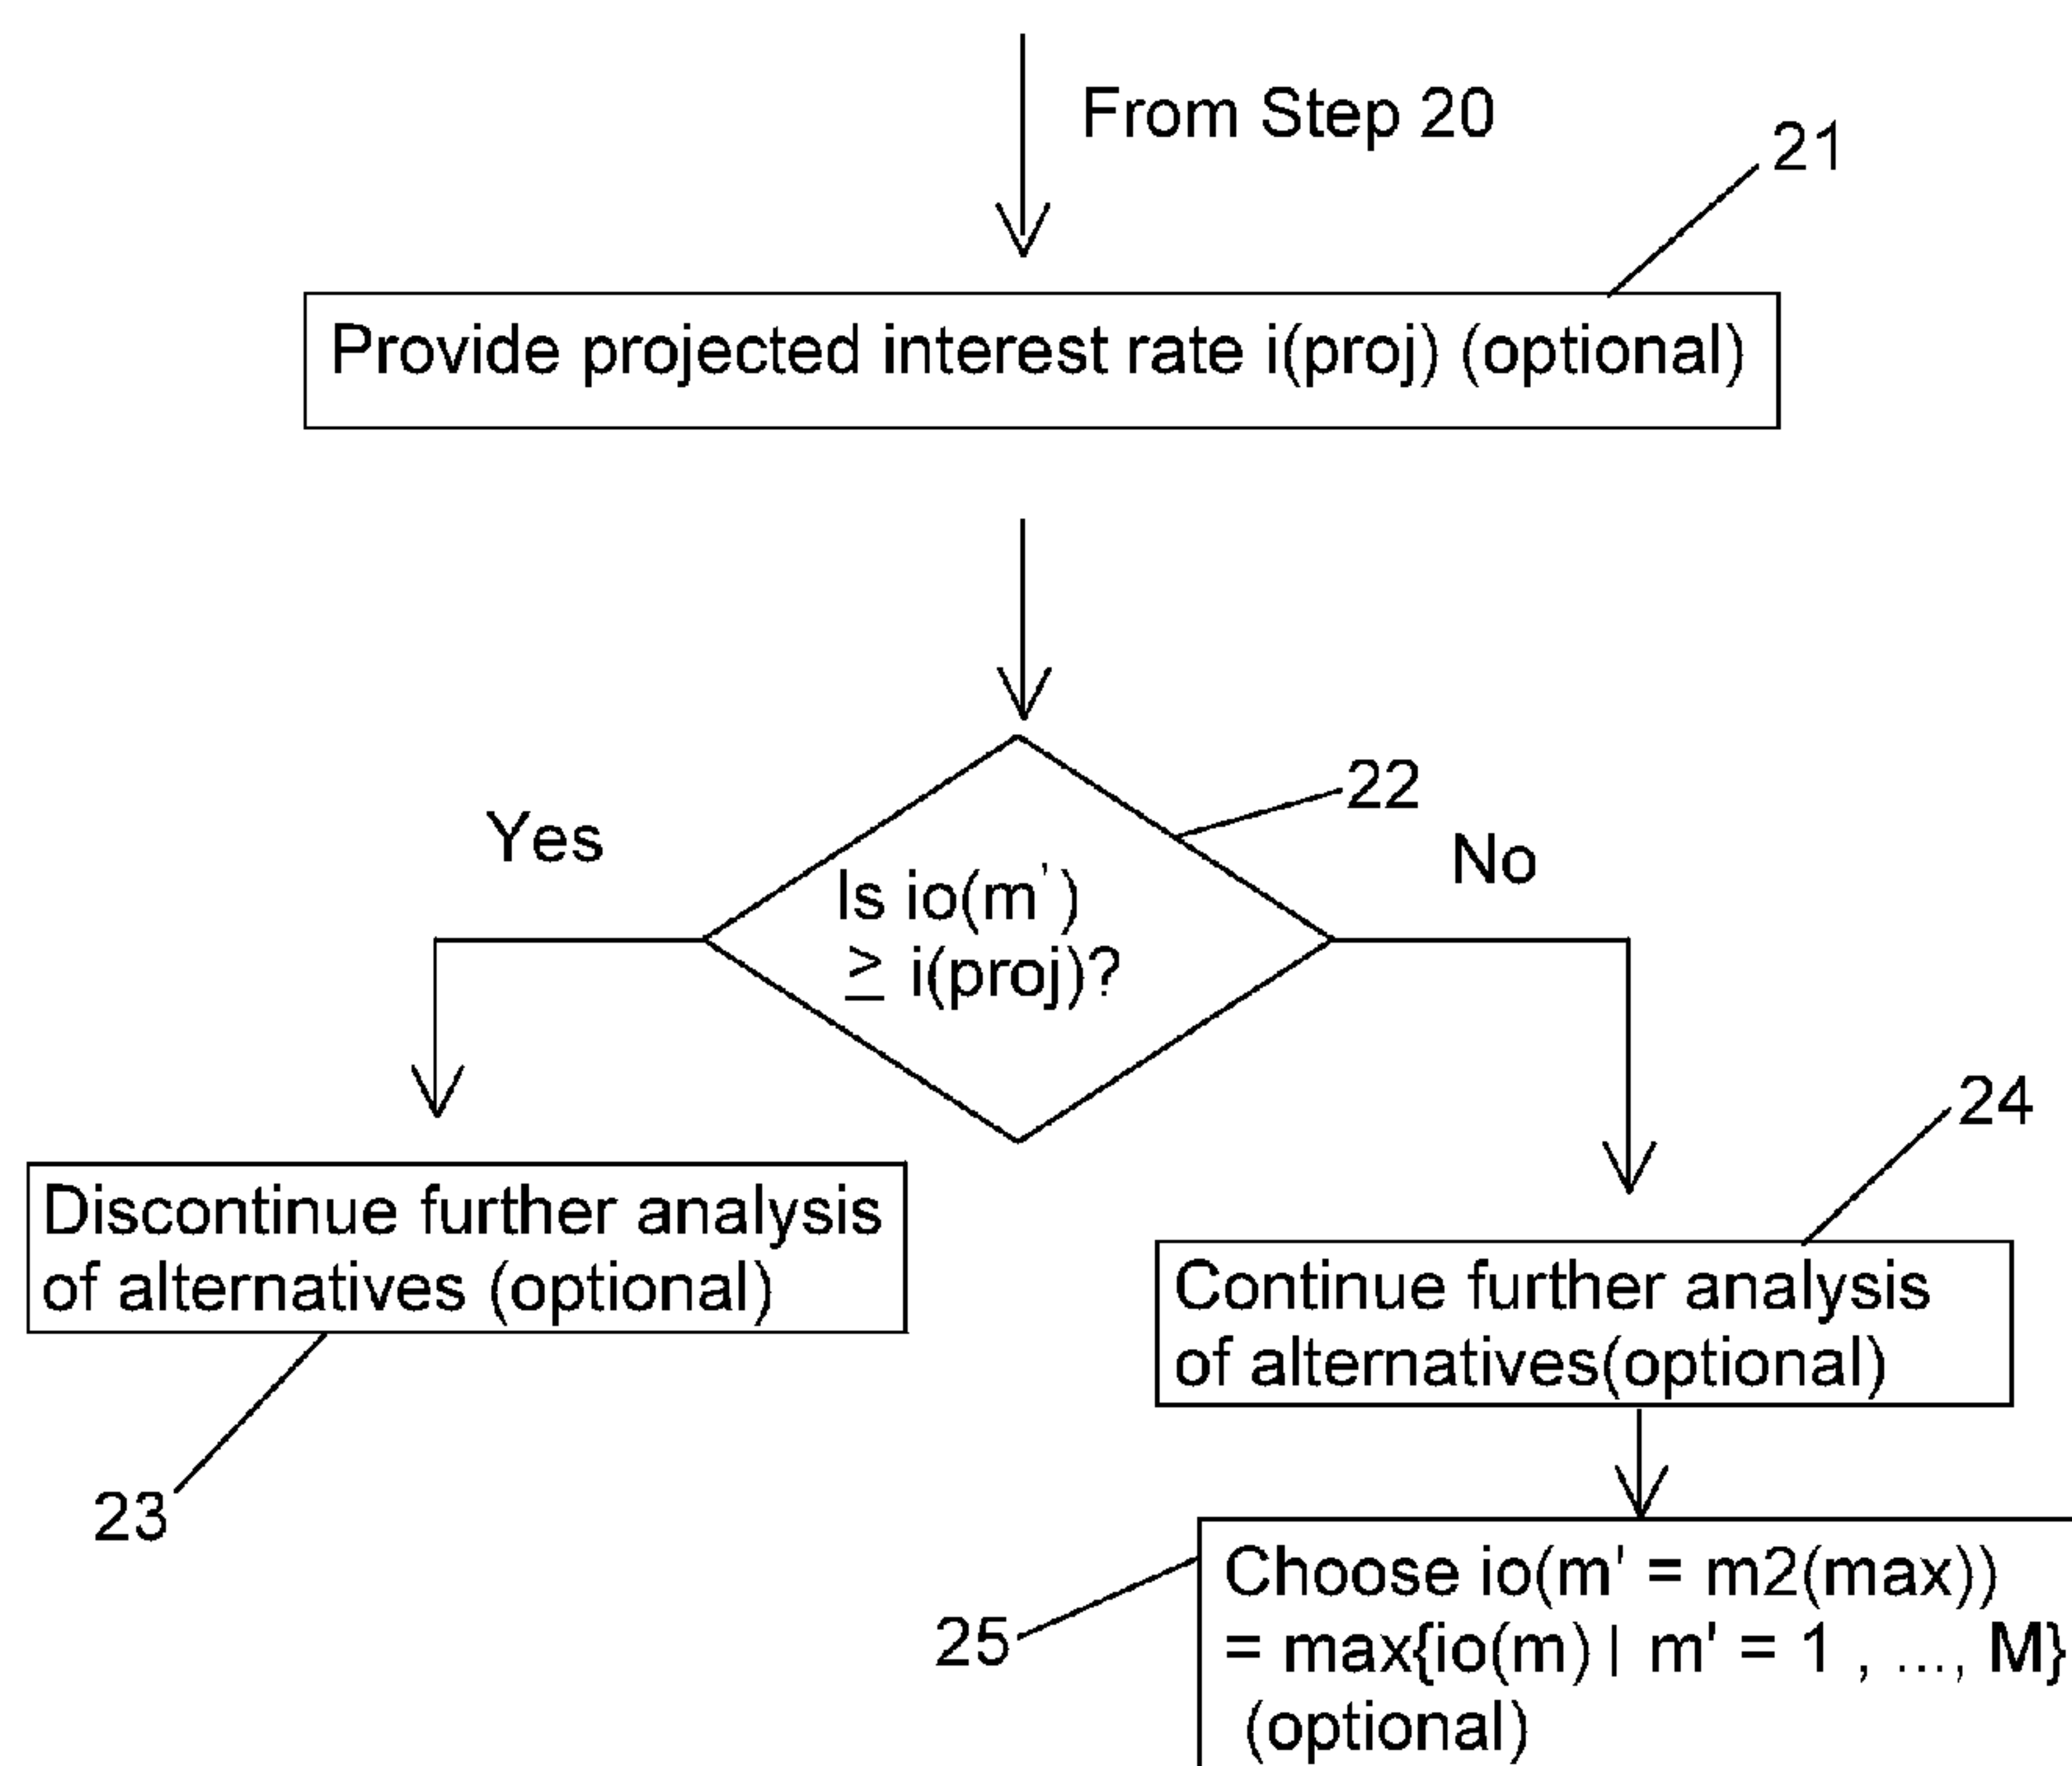 From Step 20
21
Provide projected interest rate i(proj) (optional)
22
Yes
No
Is io(m')
≥ i(proj)?
24
Discontinue further analysis
of alternatives (optional)
23
Continue further analysis
of alternatives(optional)
25
Choose io(m' = m2(max))
= max{io(m) | m' = 1 , ..., M}
(optional)